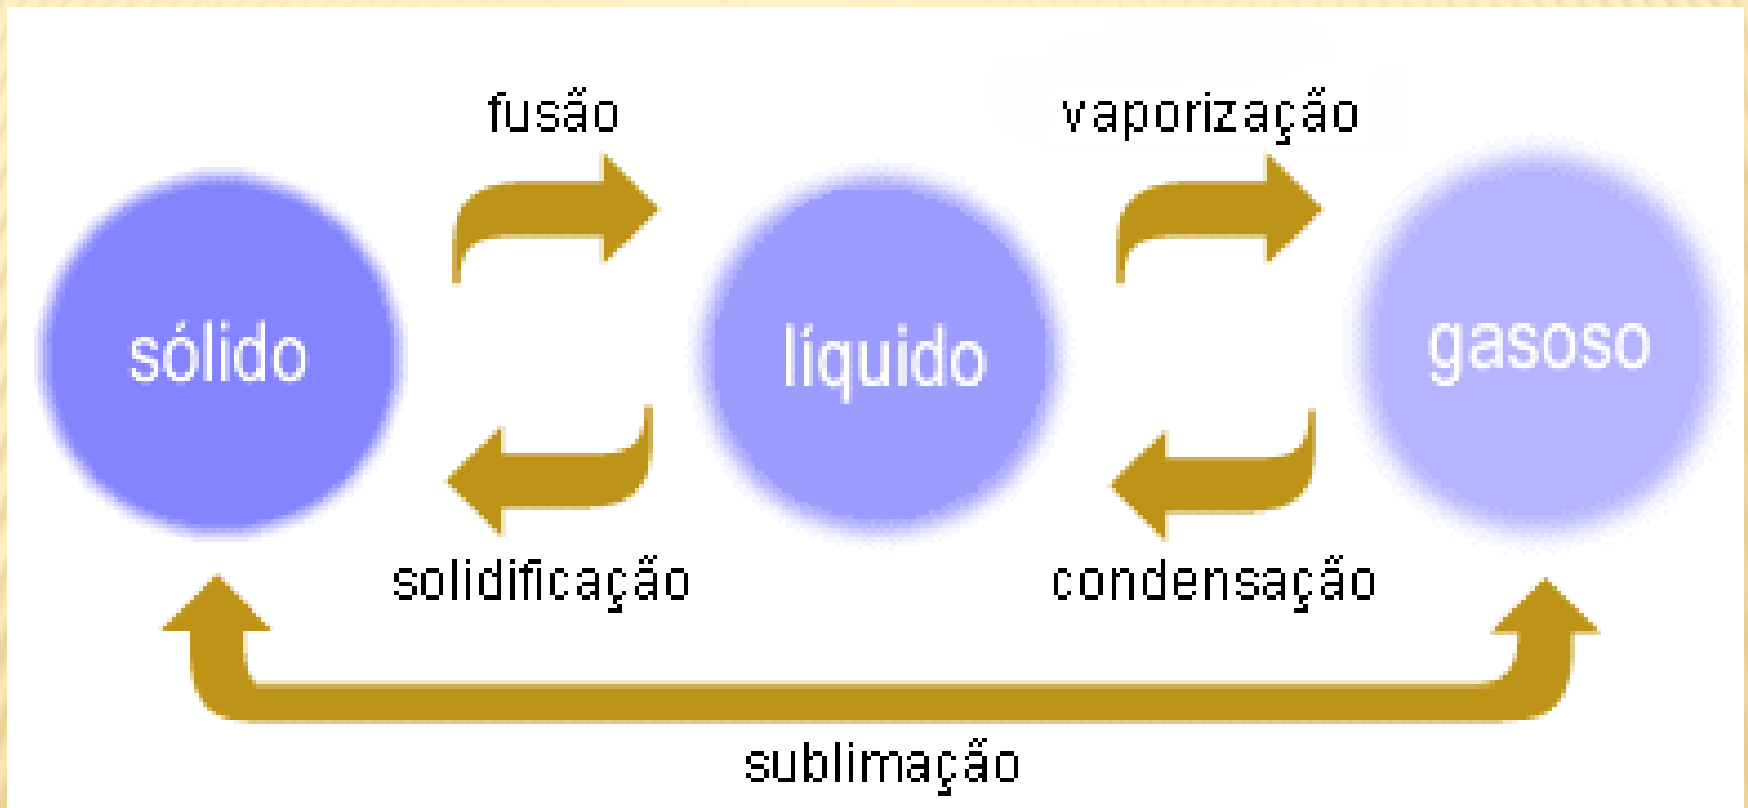 fusão
vaporização
sólido
líquido
gasoso
solidificação
condensação
sublimação